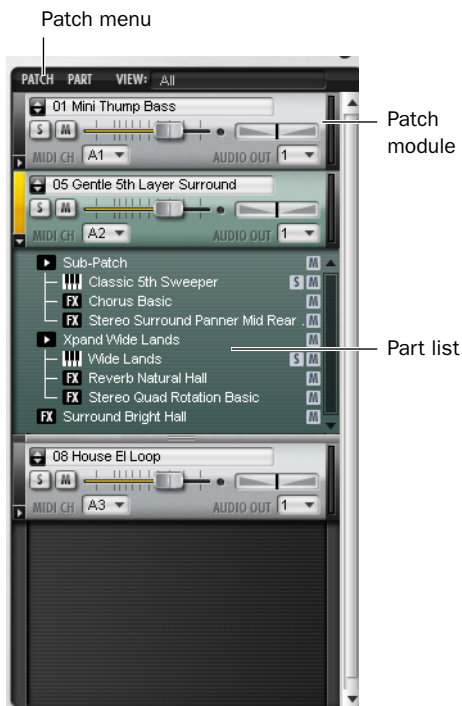 Patch menu
PATCH PART VIEW: All
01 Mini Thump Bass
Patch module
S M
MIDI CH A1 AUDIO OUT 1
05 Gentle 5th Layer Surround
S M
MIDI CH A2 AUDIO OUT 1
Sub-Patch M
Classic 5th Sweeper S M
FX Chorus Basic M
FX Stereo Surround Panner Mid Rear . M
Xpand Wide Lands M
Part list
Wide Lands S M
FX Reverb Natural Hall M
FX Stereo Quad Rotation Basic M
FX Surround Bright Hall M
08 House El Loop
S M
MIDI CH A3 AUDIO OUT 1